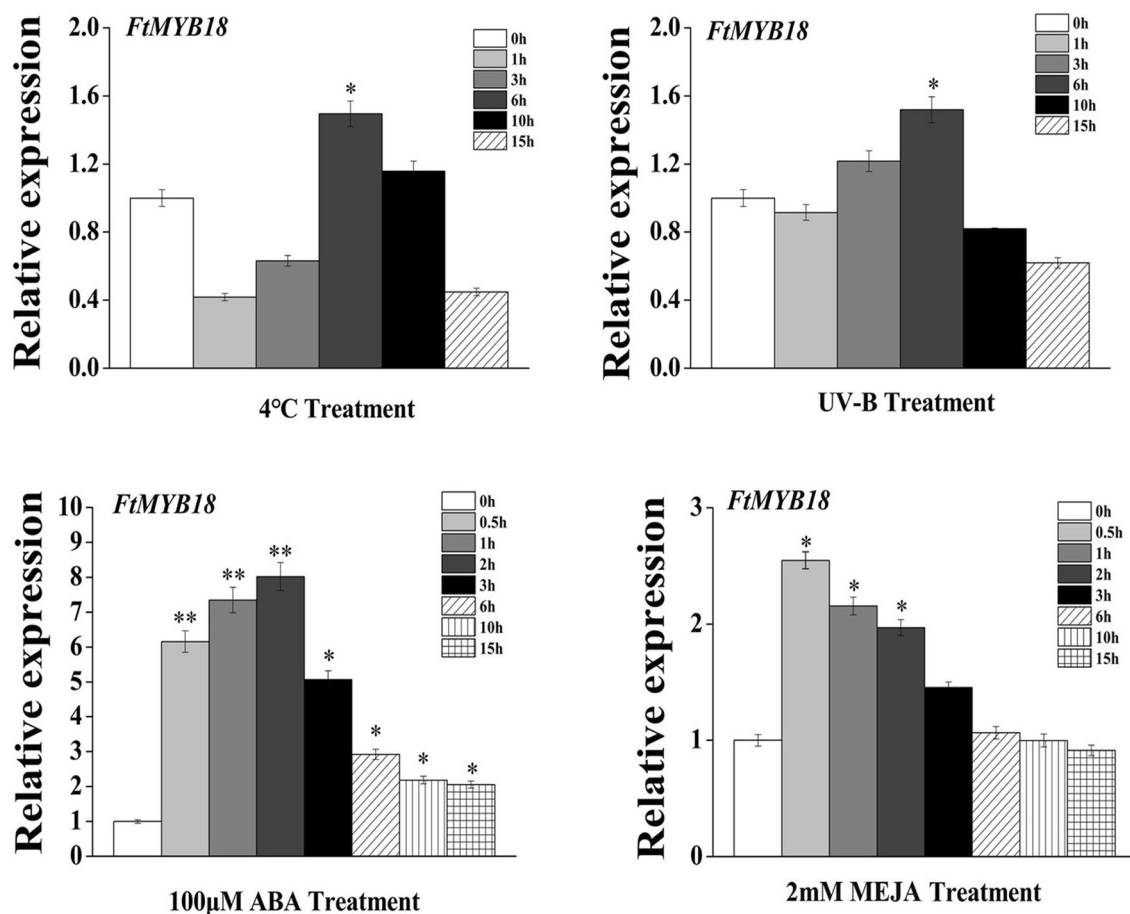 FtMYB18
Relative expression
2.0
1.6
1.2
0.8
0.4
0.0
*
0h
1h
3h
6h
10h
15h
4°C Treatment
FtMYB18
Relative expression
2.0
1.6
1.2
0.8
0.4
0.0
*
0h
1h
3h
6h
10h
15h
UV-B Treatment
FtMYB18
Relative expression
10
9
8
7
6
5
4
3
2
1
0
** ** ** * * * *
0h
0.5h
1h
2h
3h
6h
10h
15h
100μM ABA Treatment
FtMYB18
Relative expression
3
2
1
0
* * *
0h
0.5h
1h
2h
3h
6h
10h
15h
2mM MEJA Treatment